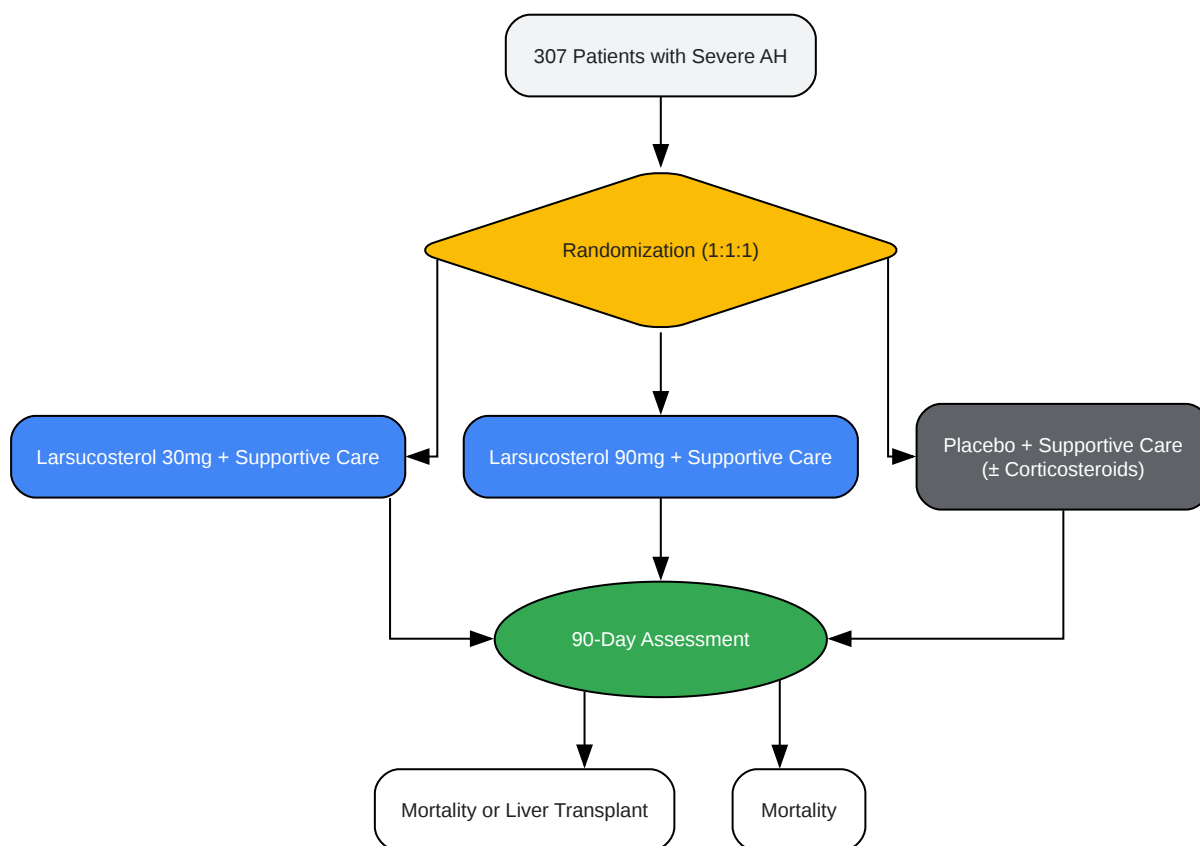 307 Patients with Severe AH
Randomization (1:1:1)
Larsucosterol 30mg + Supportive Care
Larsucosterol 90mg + Supportive Care
Placebo + Supportive Care
(± Corticosteroids)
90-Day Assessment
Mortality or Liver Transplant
Mortality